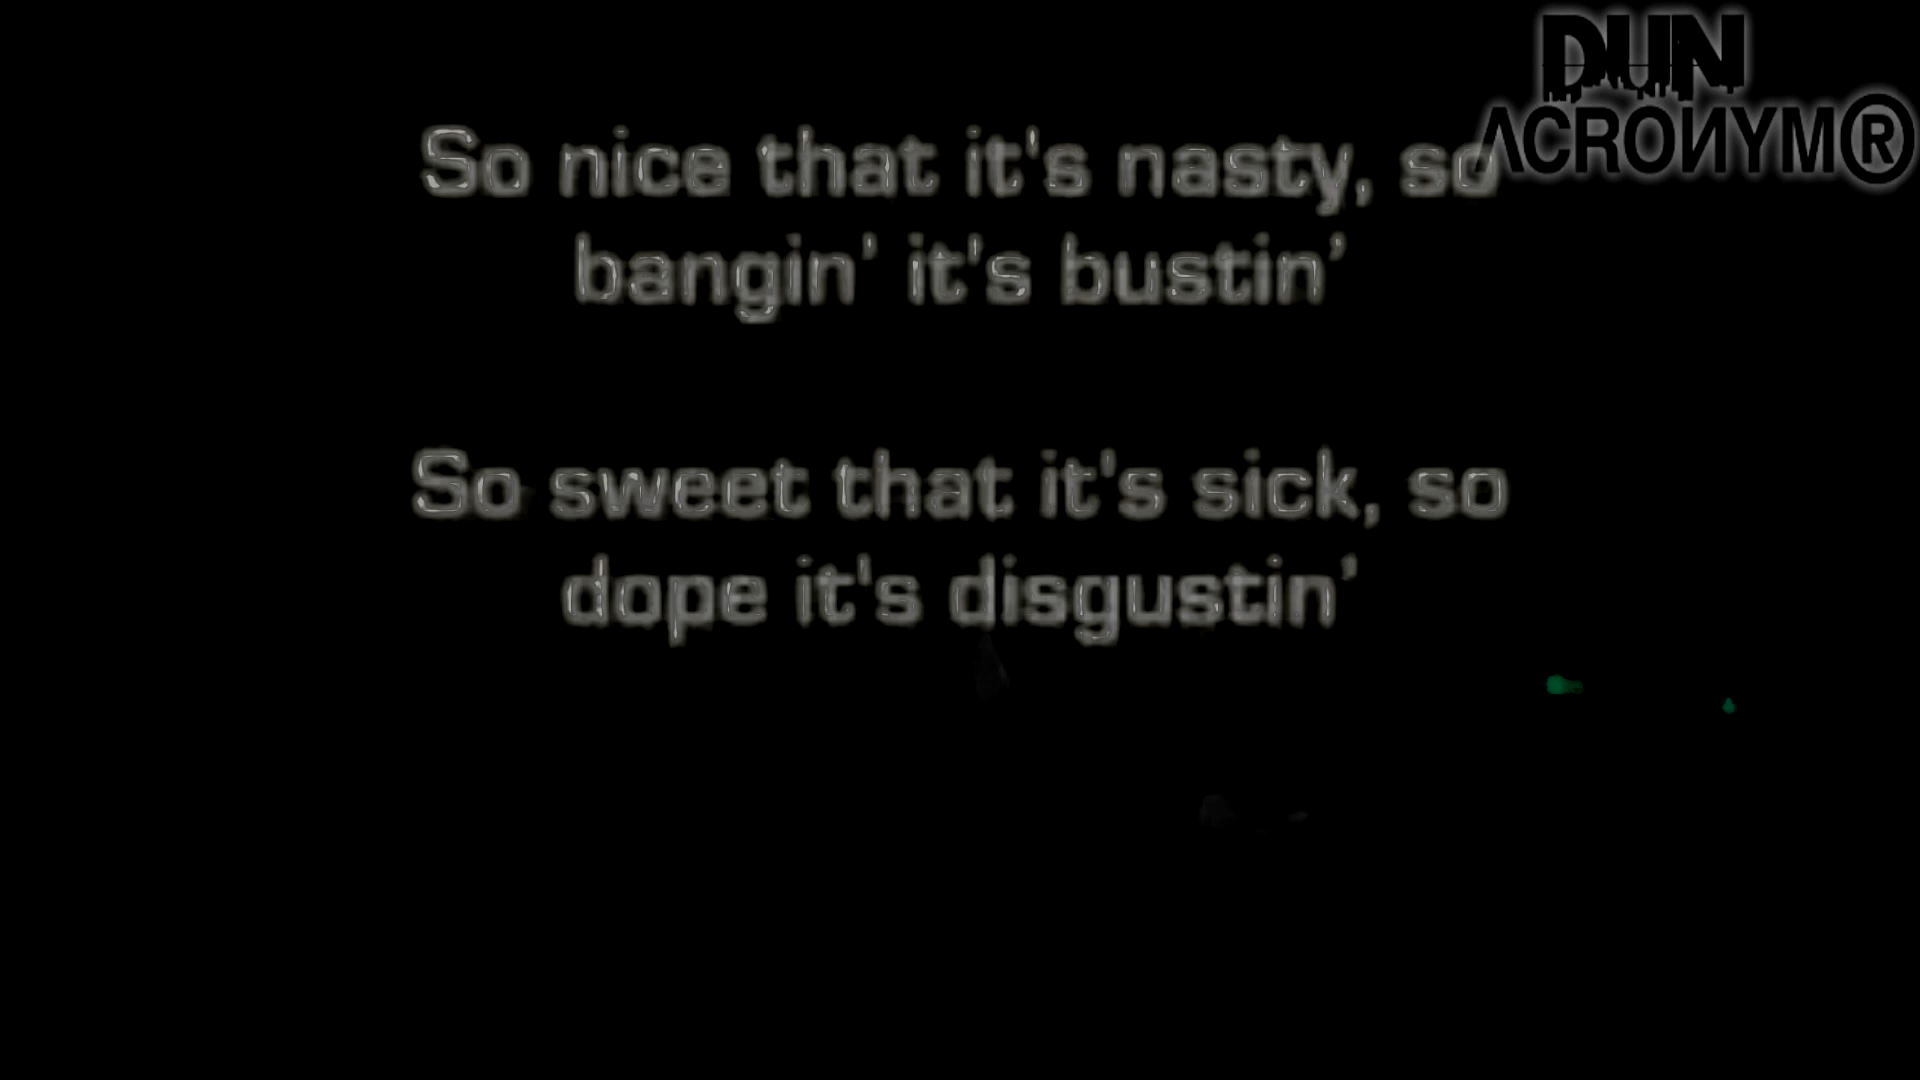 DUN
ACRONYM®
So nice that it's nasty, so
bangin’ it's bustin’
So sweet that it's sick, so
dope it's disgustin’